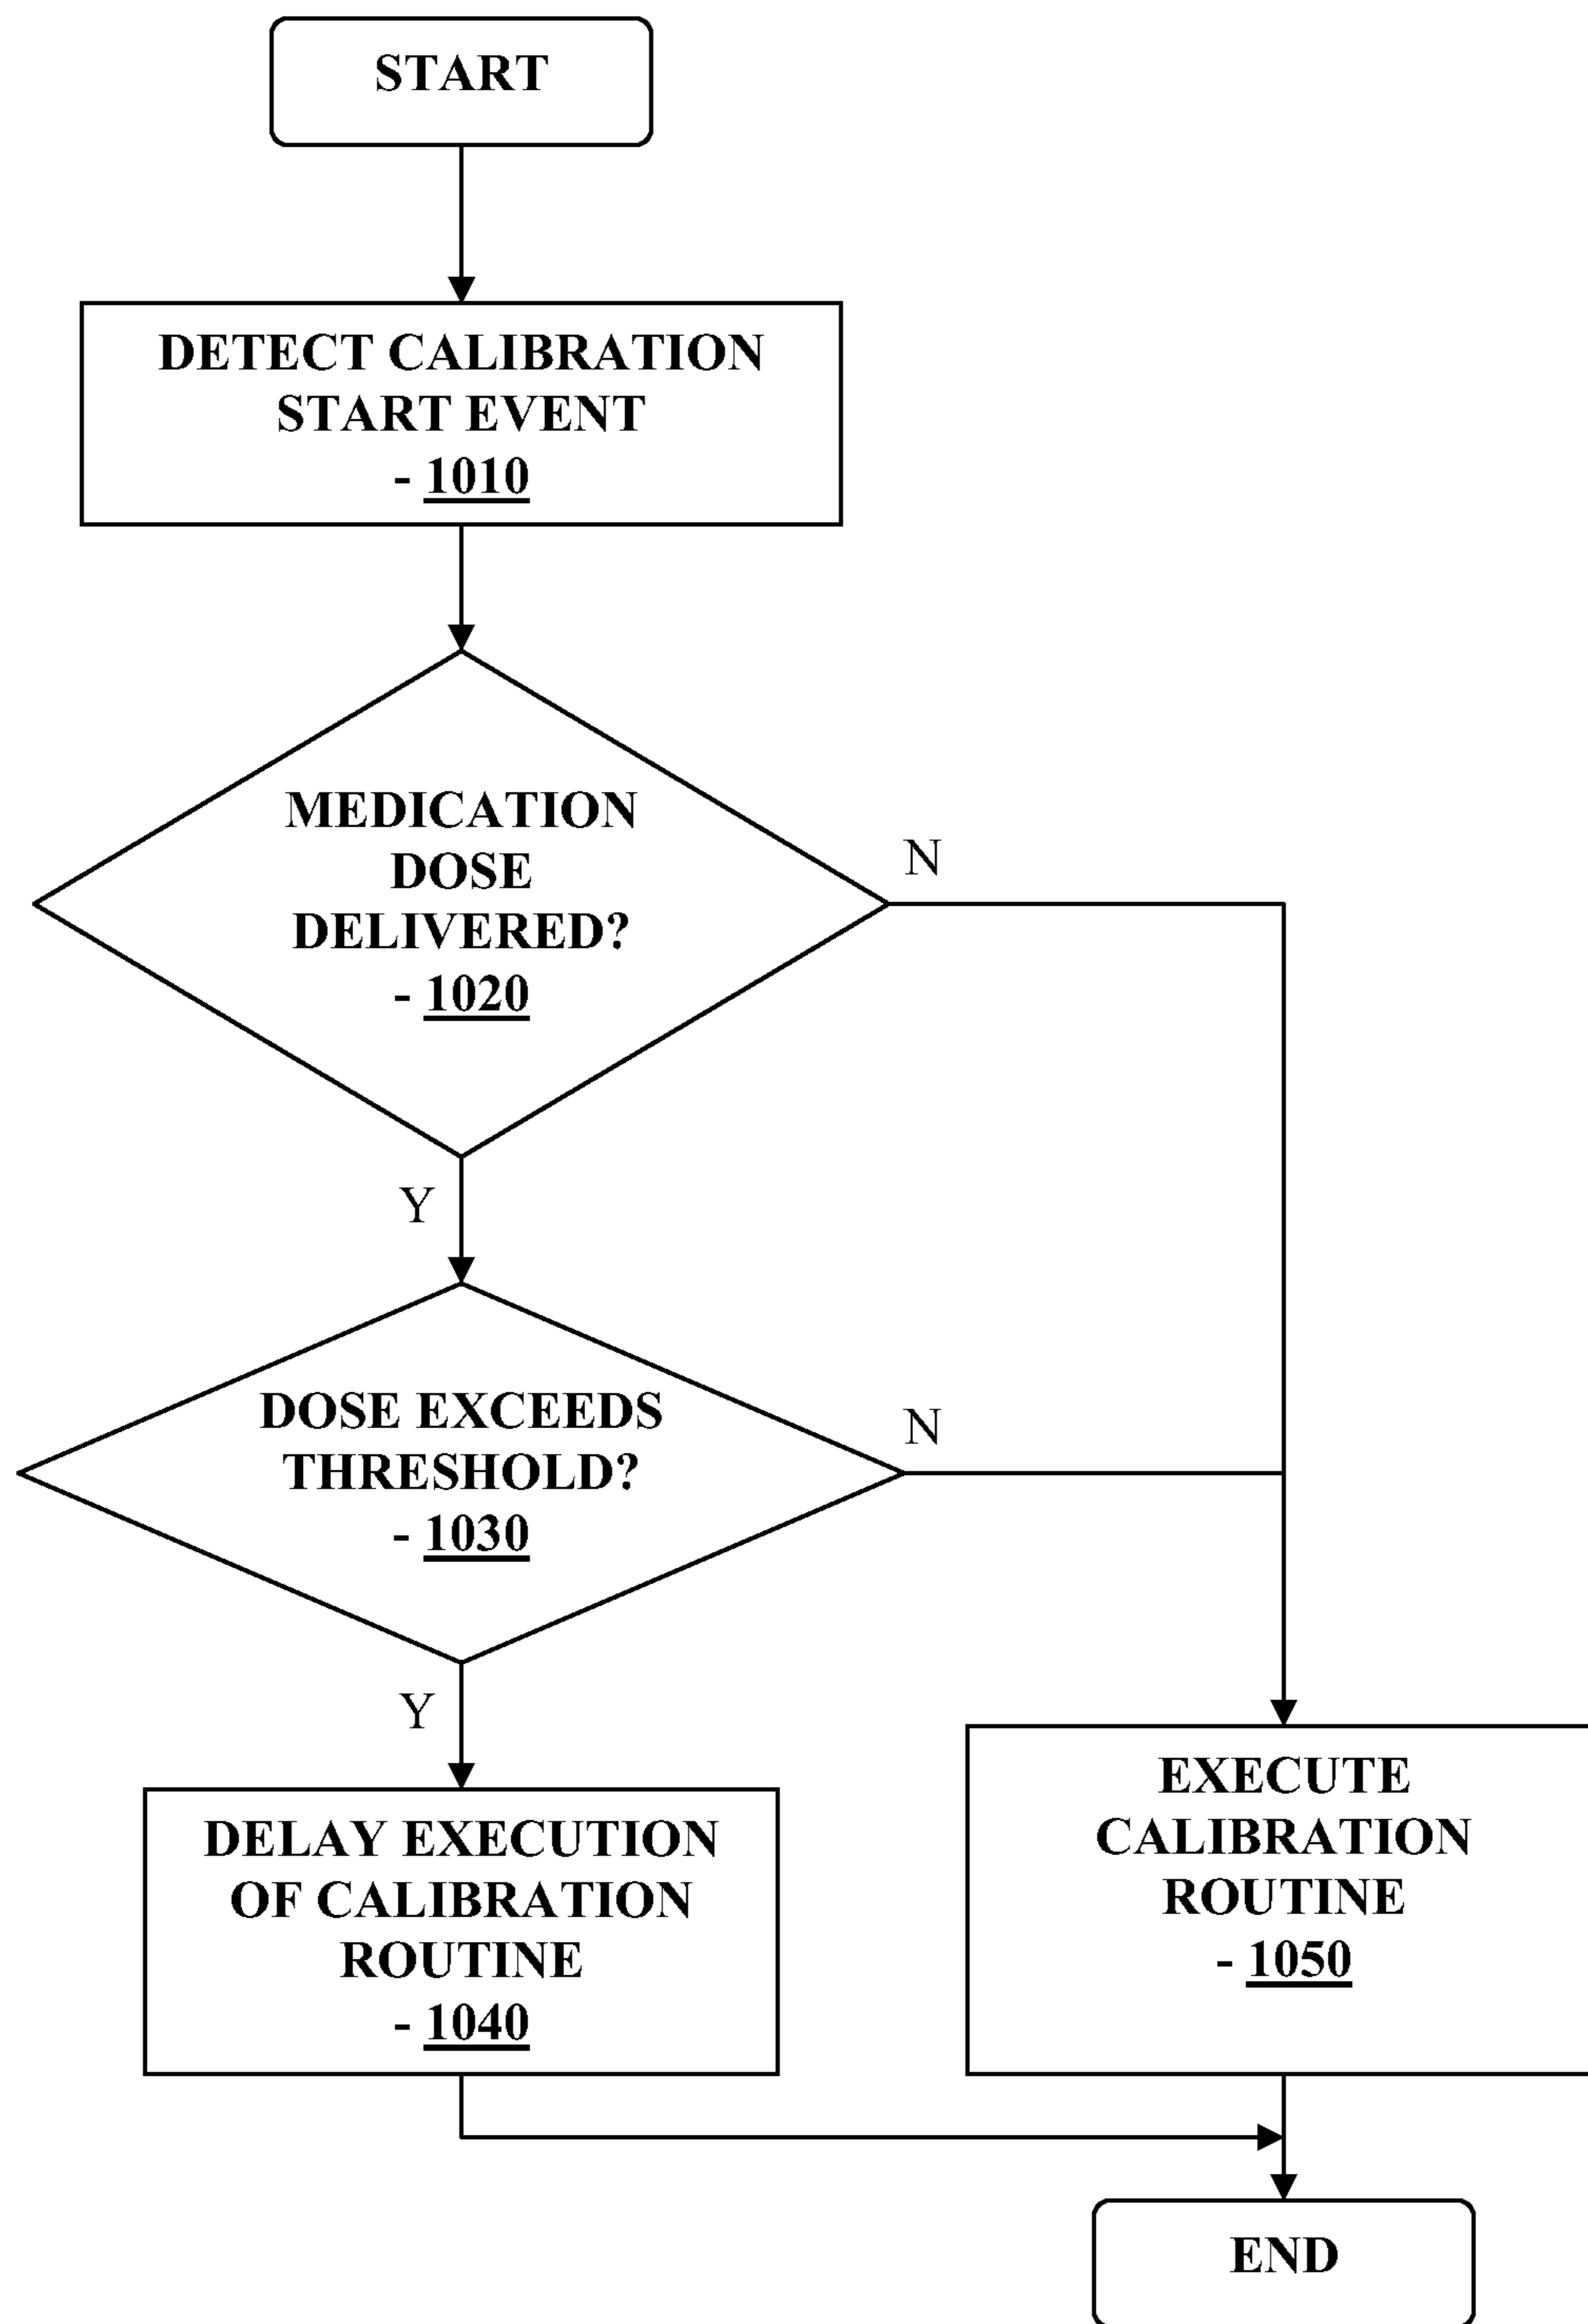 START
DETECT CALIBRATION
START EVENT
- 1010
MEDICATION
DOSE
DELIVERED?
- 1020
N
Y
DOSE EXCEEDS
THRESHOLD?
- 1030
N
Y
DELAY EXECUTION
OF CALIBRATION
ROUTINE
- 1040
EXECUTE
CALIBRATION
ROUTINE
- 1050
END